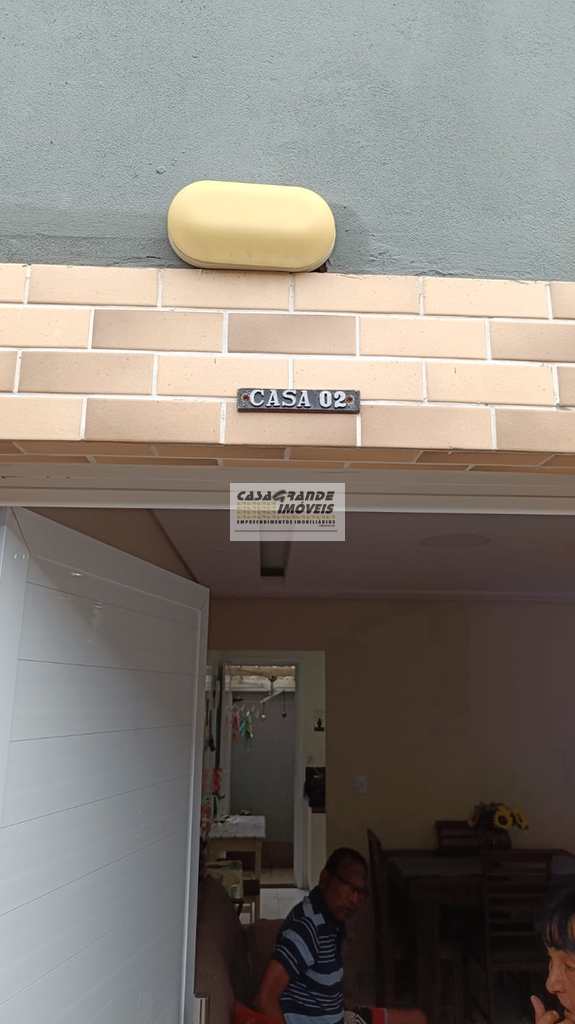 CASA 02
CASAGRANDE
IMÓVEIS
EMPREENDIMENTOS IMOBILIÁRIOS